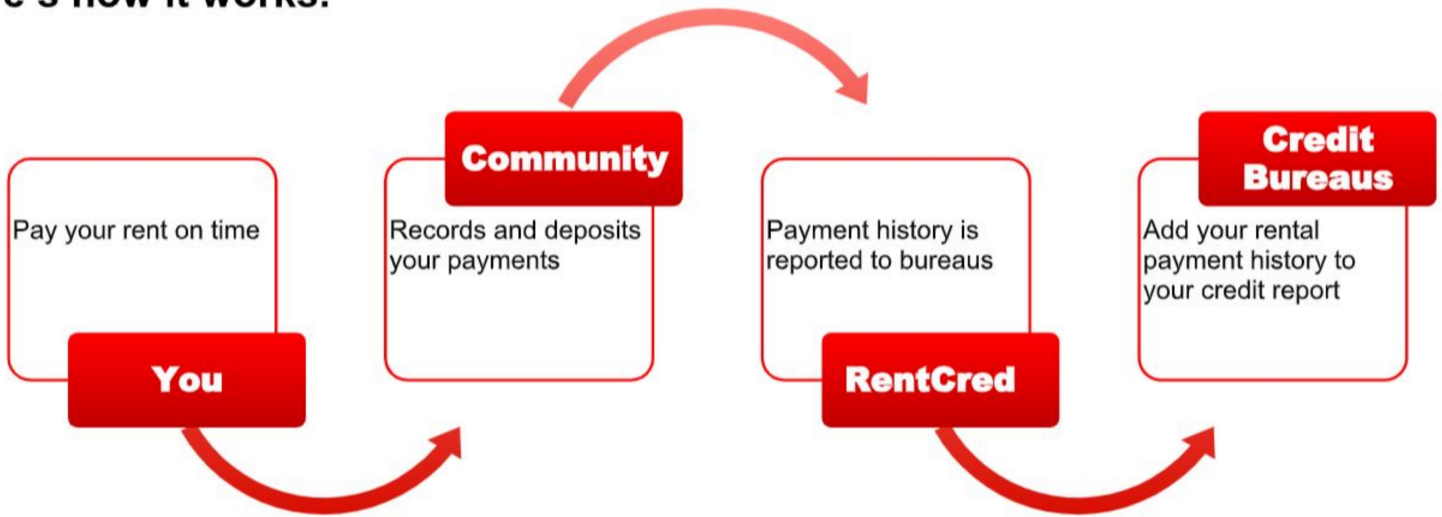 e's how it works:
Pay your rent on time
You
Community
Records and deposits
your payments
Payment history is
reported to bureaus
RentCred
Credit
Bureaus
Add your rental
payment history to
your credit report